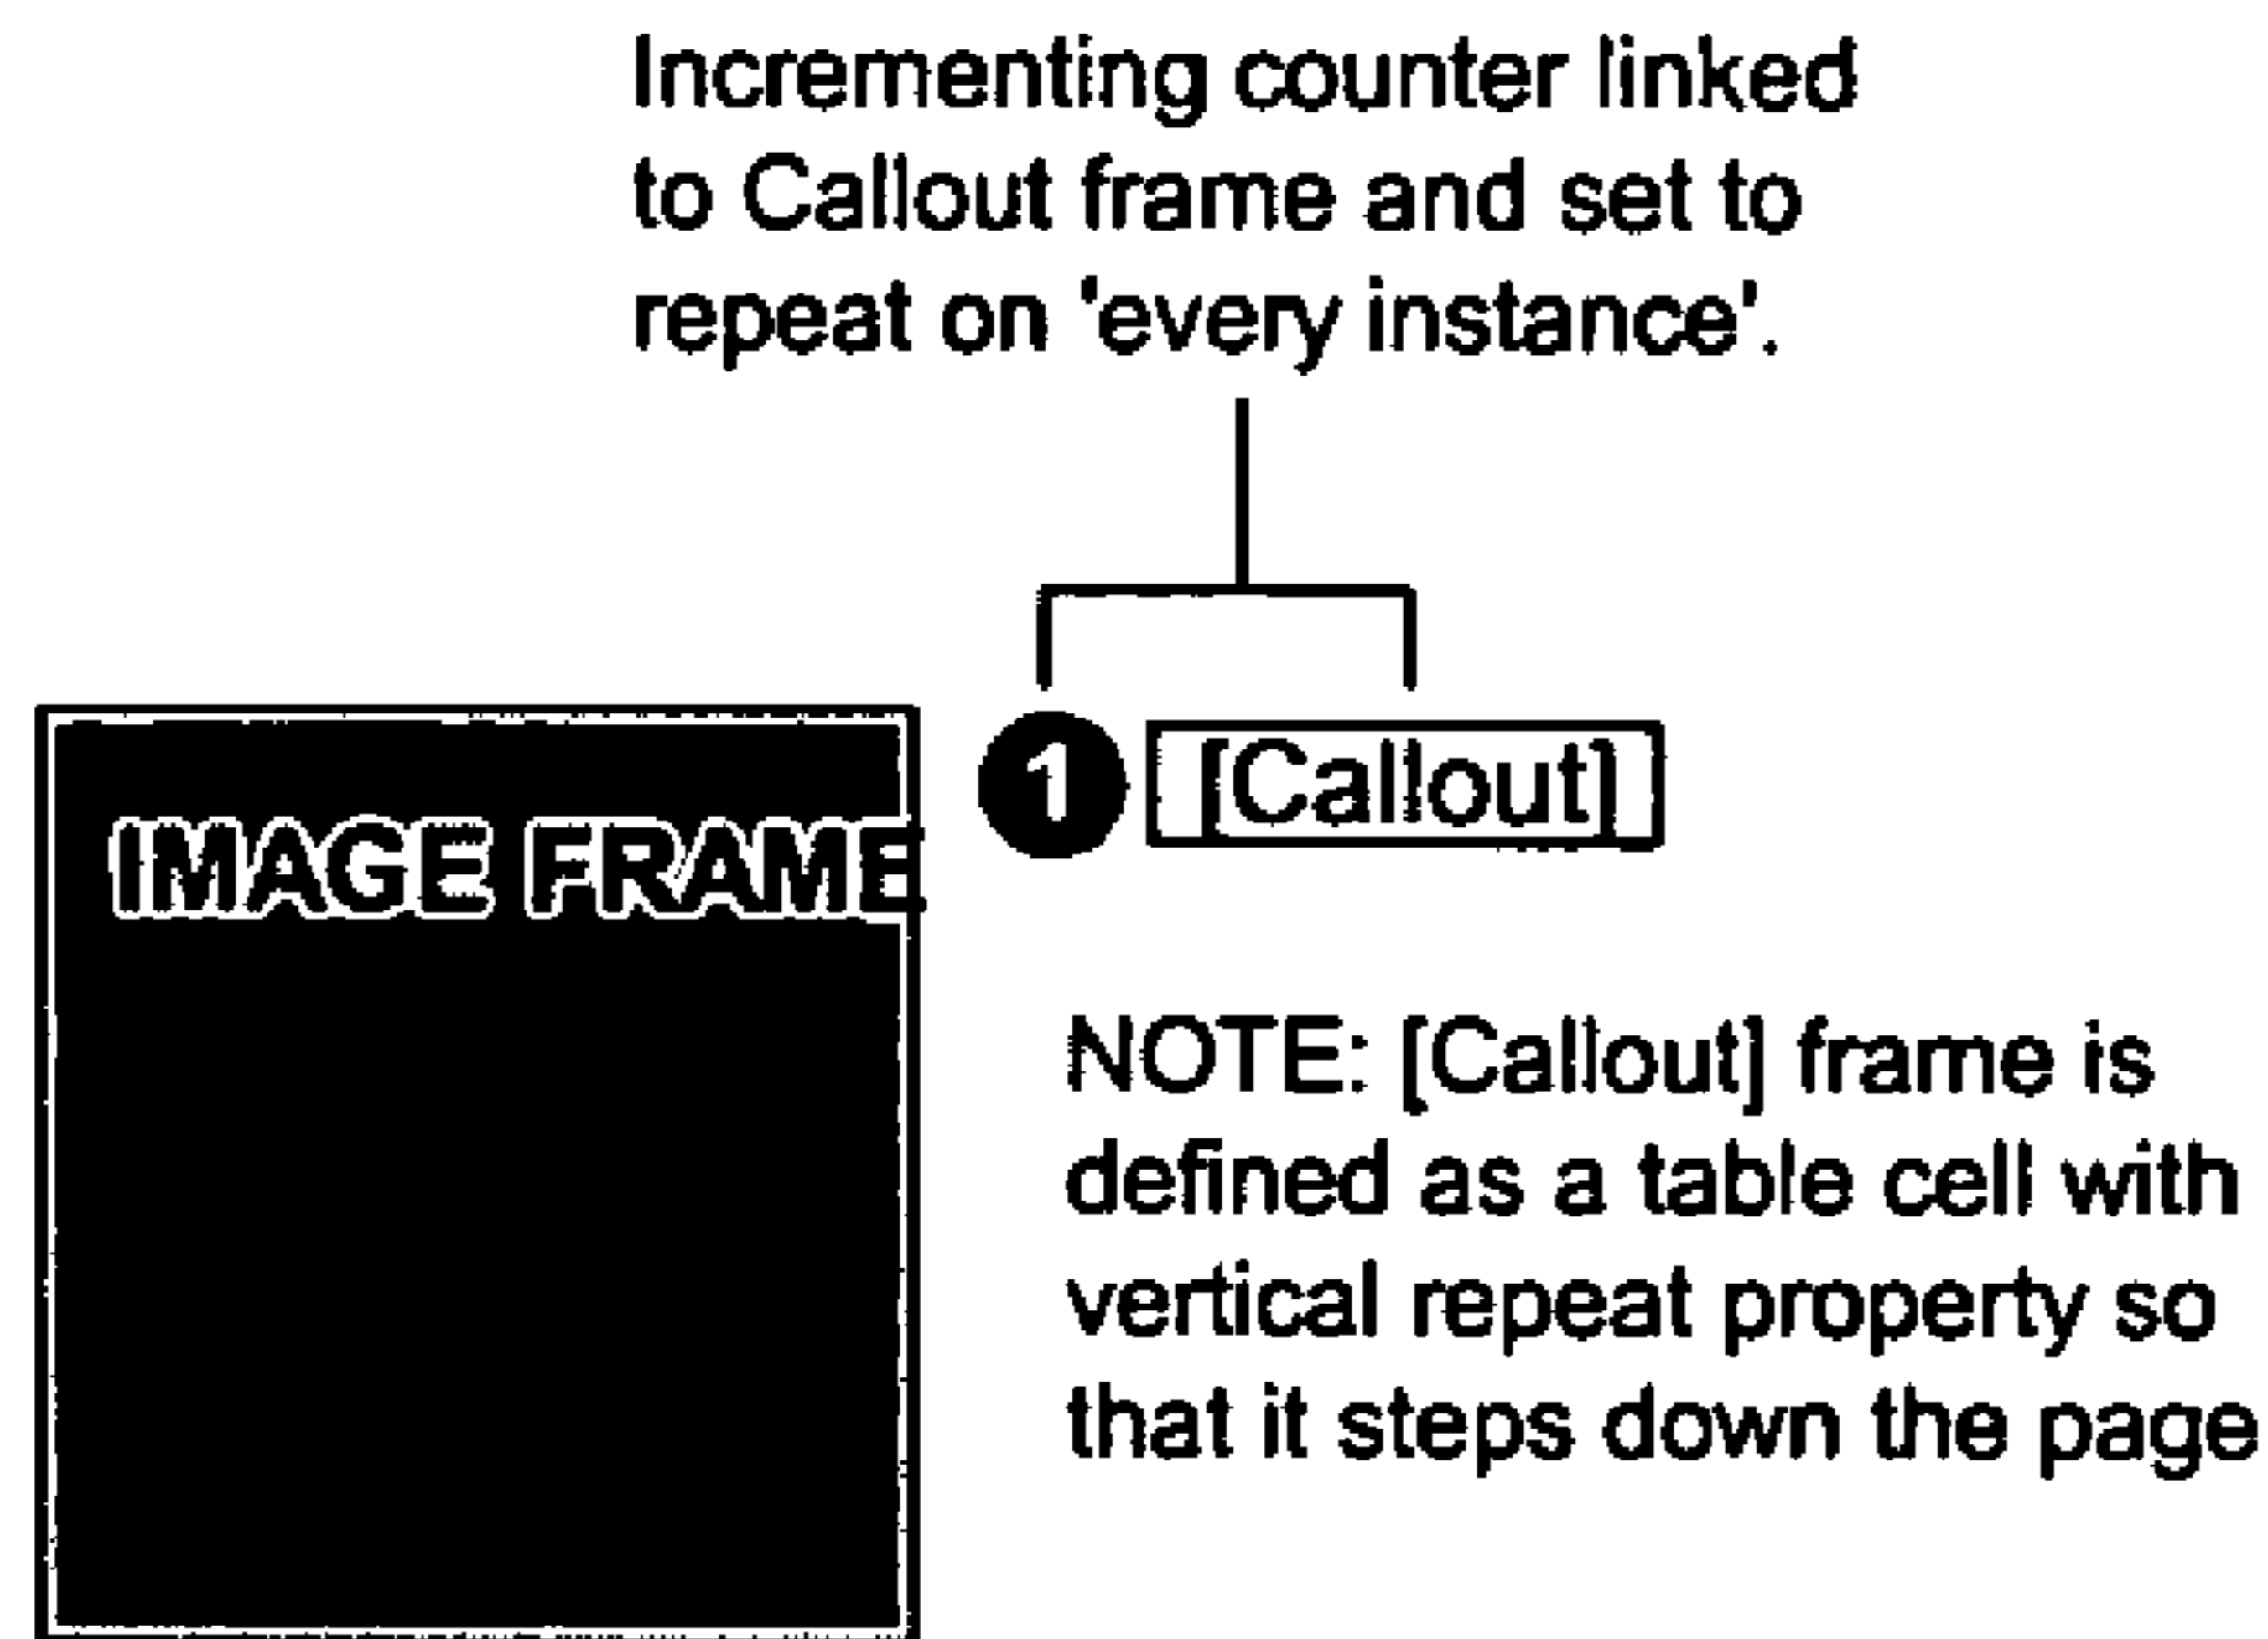 Incrementing counter linked
to Callout frame and set to
repeat on 'every instance'.
1 [Callout]
IMAGE FRAME
NOTE: [Callout] frame is
defined as a table cell with
vertical repeat property so
that it steps down the page